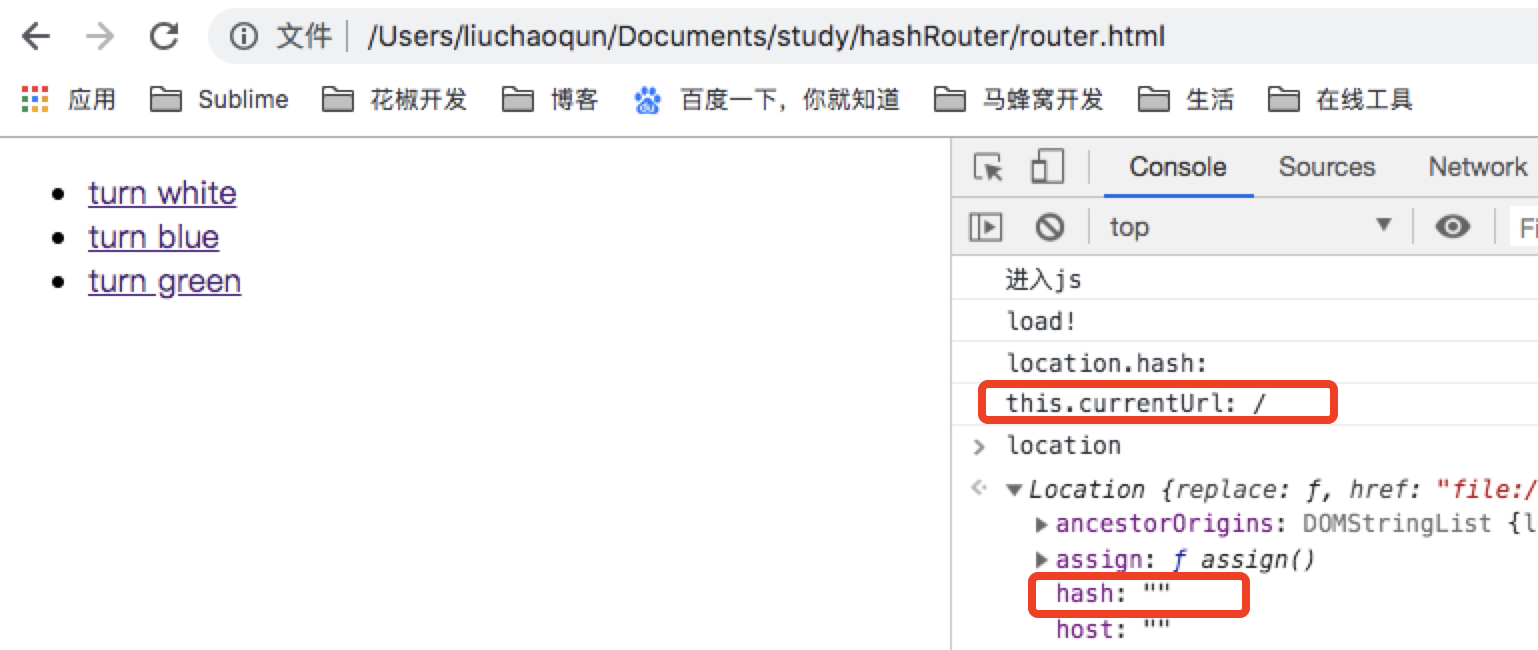 文件 /Users/liuchaoqun/Documents/study/hashRouter/router.html
应用 Sublime 花椒开发 博客 百度一下，你就知道 马蜂窝开发 生活 在线工具
turn white
turn blue
turn green
Console Sources Network
top Fi
进入js
load!
location.hash:
this.currentUrl: /
location
Location {replace: ƒ, href: "file:/
ancestorOrigins: DOMStringList {l
assign: ƒ assign()
hash: ""
host: ""